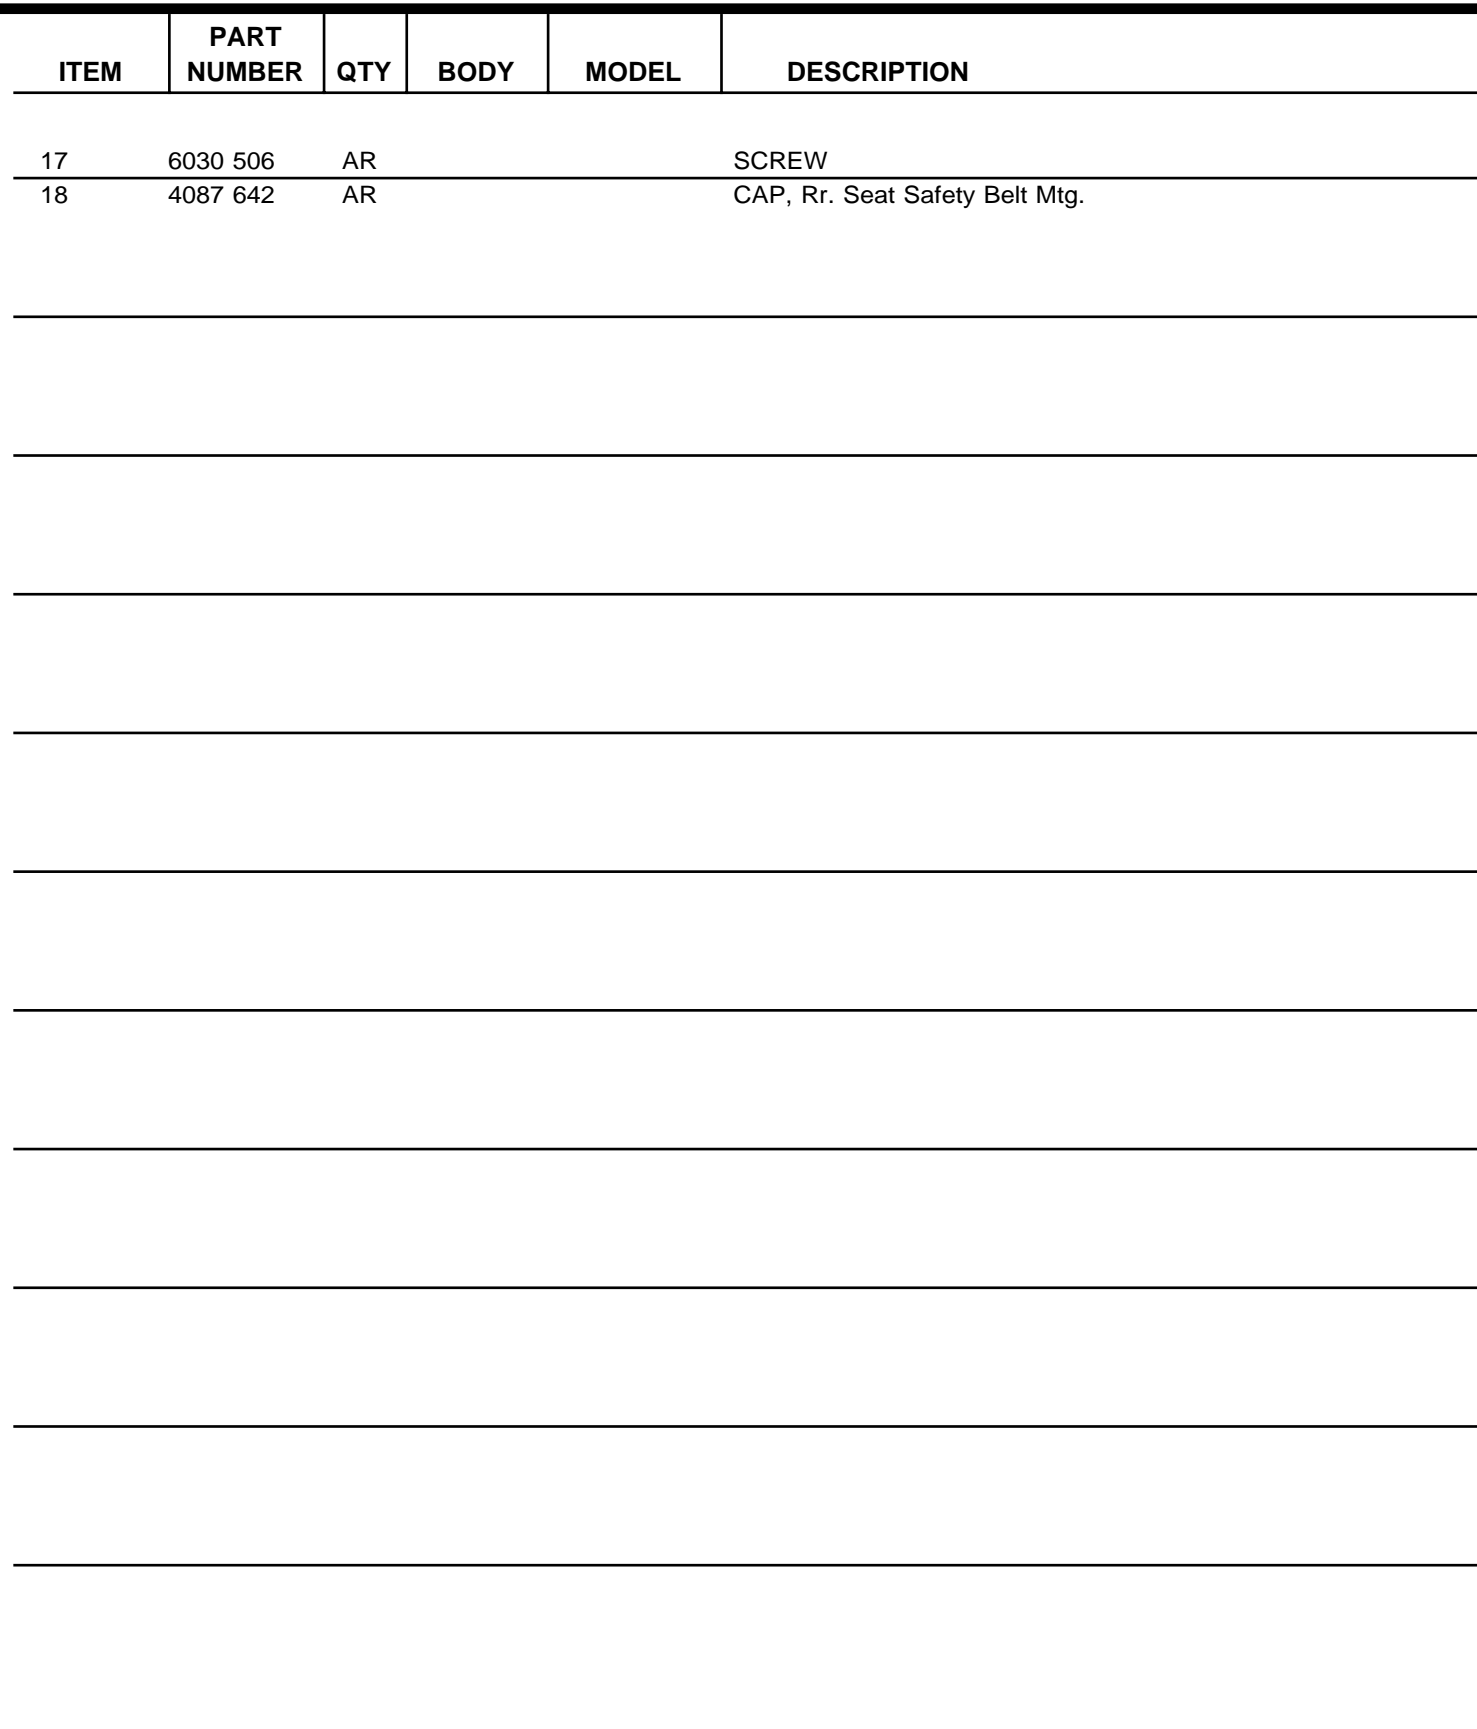 PART
ITEM NUMBER QTY BODY MODEL DESCRIPTION
17 6030 506 AR SCREW
18 4087 642 AR CAP, Rr. Seat Safety Belt Mtg.